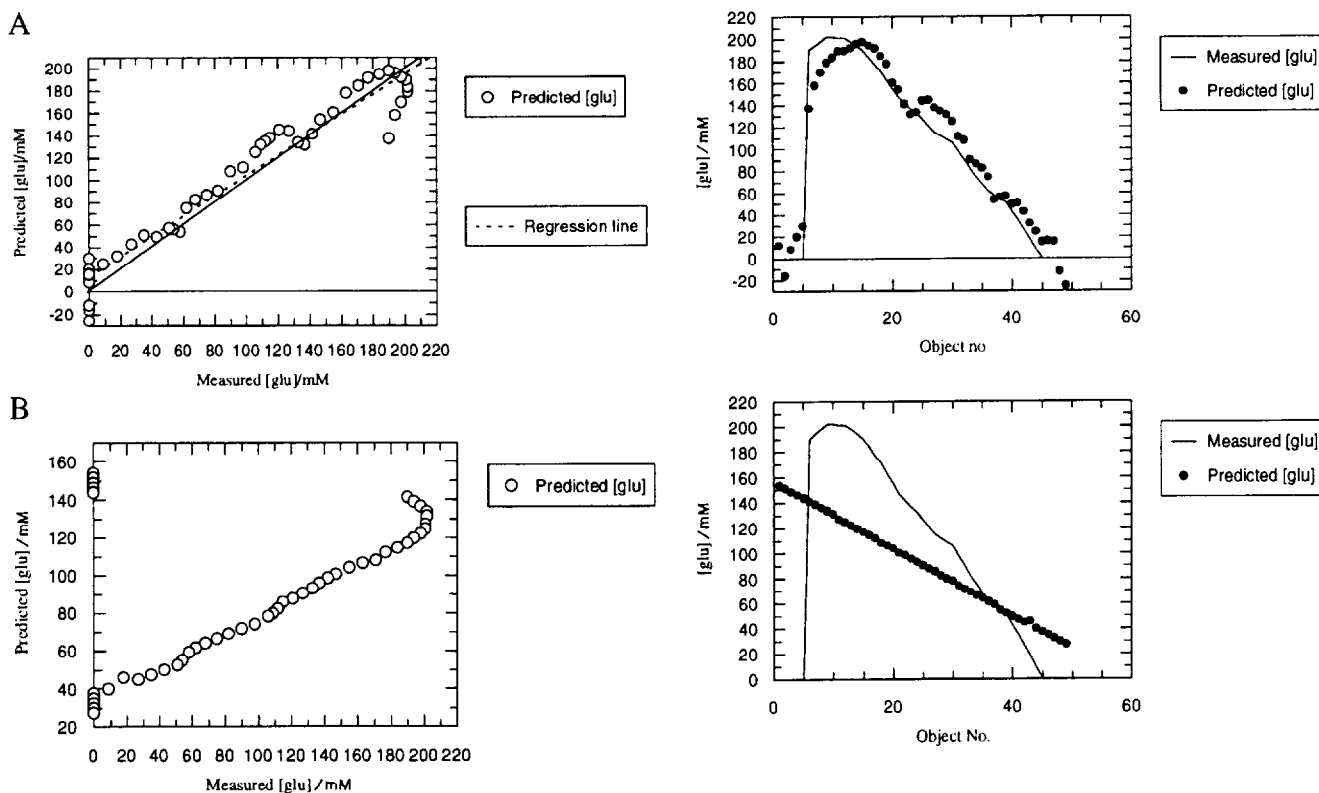 A
Predicted [glu]/mM
200
180
160
140
120
100
80
60
40
20
0
-20
0 20 40 60 80 100 120 140 160 180 200 220
Measured [glu]/mM
Predicted [glu]
Regression line
[glu] / mM
220
200
180
160
140
120
100
80
60
40
20
0
-20
0 20 40 60
Object no
Measured [glu]
Predicted [glu]
B
Predicted [glu] /mM
160
140
120
100
80
60
40
20
0 20 40 60 80 100 120 140 160 180 200 220
Measured [glu] /mM
Predicted [glu]
[glu] / mM
220
200
180
160
140
120
100
80
60
40
20
0
0 20 40 60
Object No.
Measured [glu]
Predicted [glu]